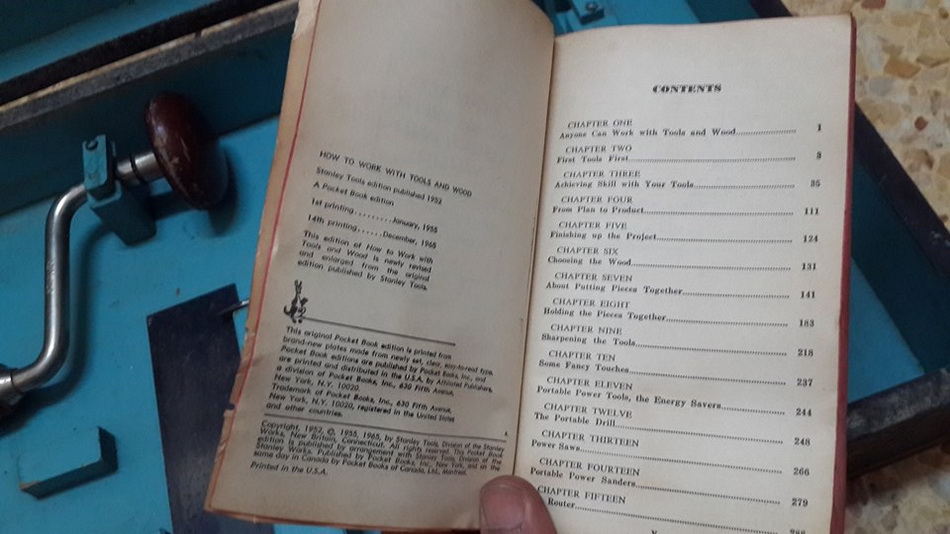 HOW TO WORK WITH TOOLS AND WOOD
Stanley Tools edition published 1952
A Pocket Book edition
1st printing..........January, 1955
14th printing......December, 1965
This edition of How to Work with
Tools and Wood is newly revised
and enlarged from the original
edition published by Stanley Tools.
This original Pocket Book edition is printed from
brand-new plates made from newly set, clear, easy-to-read type.
Pocket Book editions are published by Pocket Books, Inc., and
are printed and distributed in the U.S.A. by Affiliated Publishers,
a division of Pocket Books, Inc., 630 Fifth Avenue,
New York, N.Y. 10020.
Trademark of Pocket Books, Inc., 630 Fifth Avenue,
New York, N.Y. 10020, registered in the United States
and other countries.
Copyright, 1952, ©, 1955, 1965, by Stanley Tools, Division of the Stanley
Works, New Britain, Connecticut. All rights reserved. This Pocket Book
edition is published by arrangement with Stanley Tools, Division of the
Stanley Works. Published by Pocket Books, Inc., New York, and on the
same day in Canada by Pocket Books of Canada, Ltd., Montreal.
Printed in the U.S.A.
CONTENTS
CHAPTER ONE
Anyone Can Work with Tools and Wood 1
CHAPTER TWO
First Tools First 3
CHAPTER THREE
Achieving Skill with Your Tools 35
CHAPTER FOUR
From Plan to Product 111
CHAPTER FIVE
Finishing up the Project 124
CHAPTER SIX
Choosing the Wood 131
CHAPTER SEVEN
About Putting Pieces Together 141
CHAPTER EIGHT
Holding the Pieces Together 183
CHAPTER NINE
Sharpening the Tools 218
CHAPTER TEN
Some Fancy Touches 237
CHAPTER ELEVEN
Portable Power Tools, the Energy Savers 244
CHAPTER TWELVE
The Portable Drill 248
CHAPTER THIRTEEN
Power Saws 266
CHAPTER FOURTEEN
Portable Power Sanders 279
CHAPTER FIFTEEN
Router
v